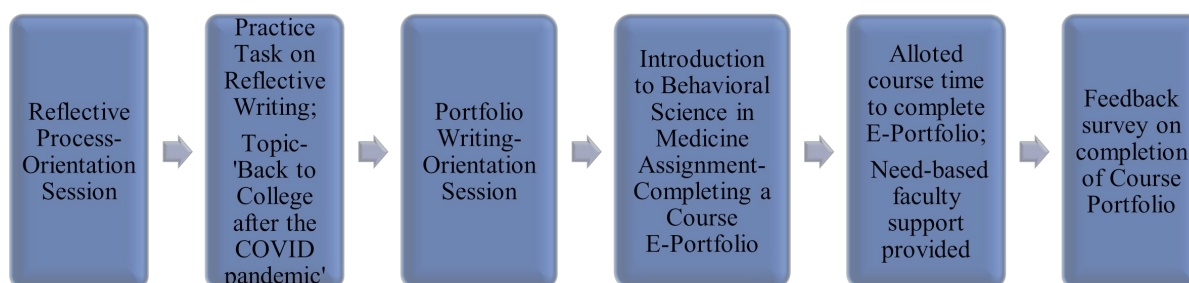 Reflective
Process-
Orientation
Session
Practice
Task on
Reflective
Writing;
Topic-
'Back to
College
after the
COVID
pandemic'
Portfolio
Writing-
Orientation
Session
Introduction
to Behavioral
Science in
Medicine
Assignment-
Completing a
Course
E-Portfolio
Alloted
course time
to complete
E-Portfolio;
Need-based
faculty
support
provided
Feedback
survey on
completion
of Course
Portfolio